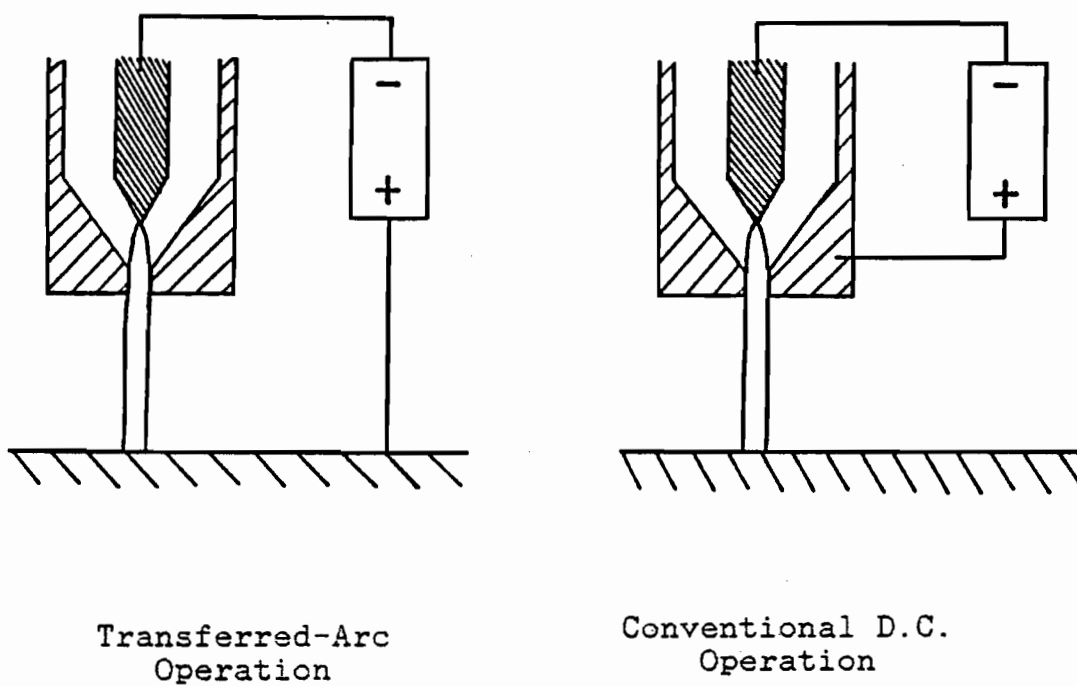 −
+
−
+
Transferred-Arc
Operation
Conventional D.C.
Operation